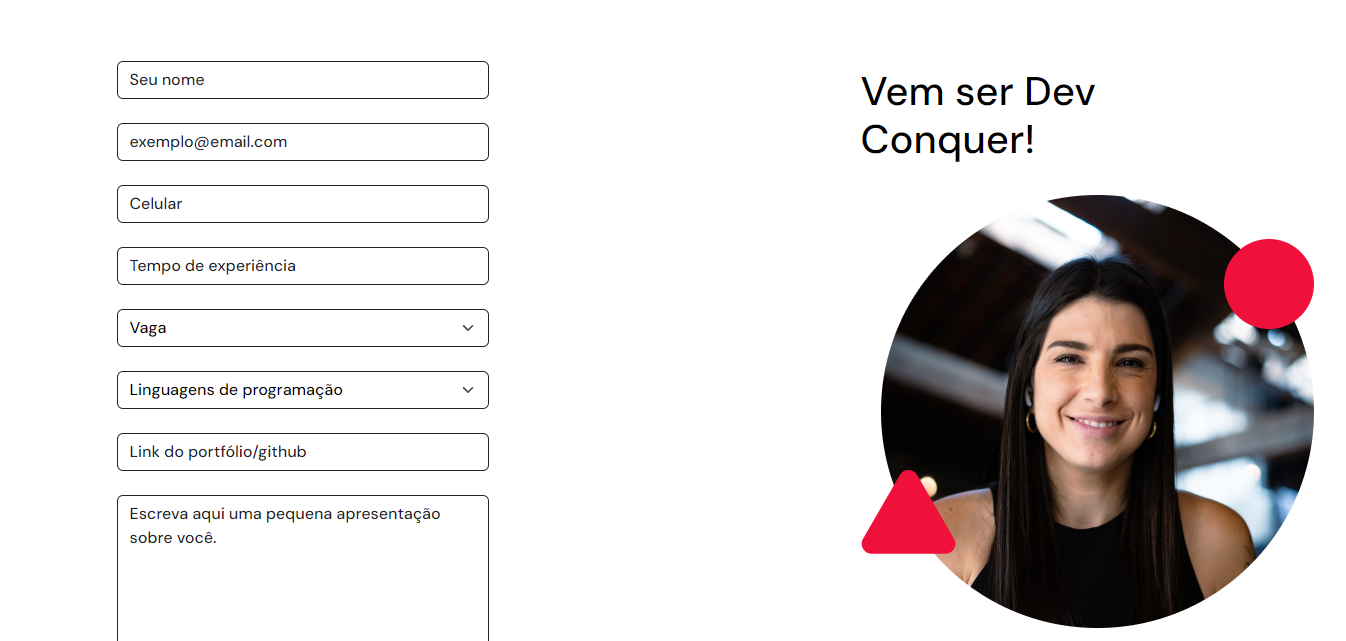 Seu nome
exemplo@email.com
Celular
Tempo de experiência
Vaga
Linguagens de programação
Link do portfólio/github
Escreva aqui uma pequena apresentação
sobre você.
Vem ser Dev
Conquer!